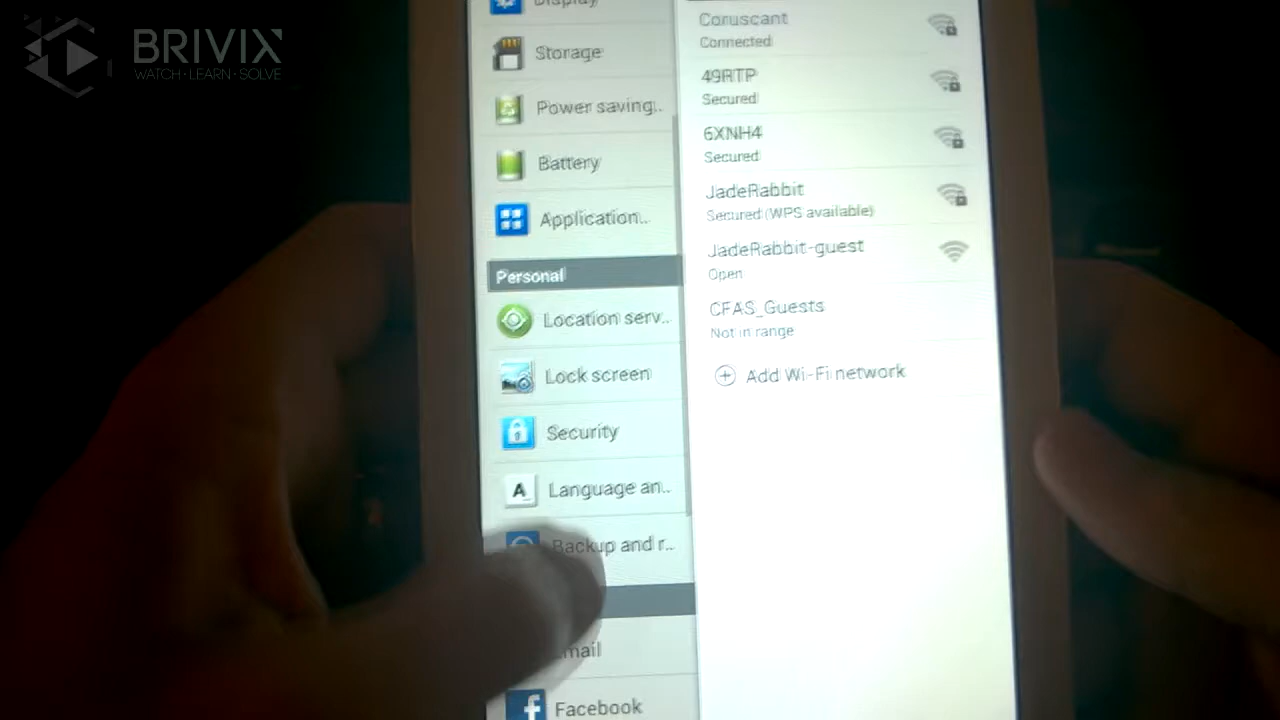 BRIVIX
WATCH·LEARN·SOLVE
Display
Storage
Power saving..
Battery
Application..
Personal
Location serv..
Lock screen
Security
A
Language an..
Backup and r..
Email
Facebook
Coruscant
Connected
49RTP
Secured
6XNH4
Secured
JadeRabbit
Secured (WPS available)
JadeRabbit-guest
Open
CFAS_Guests
Not in range
Add Wi-Fi network